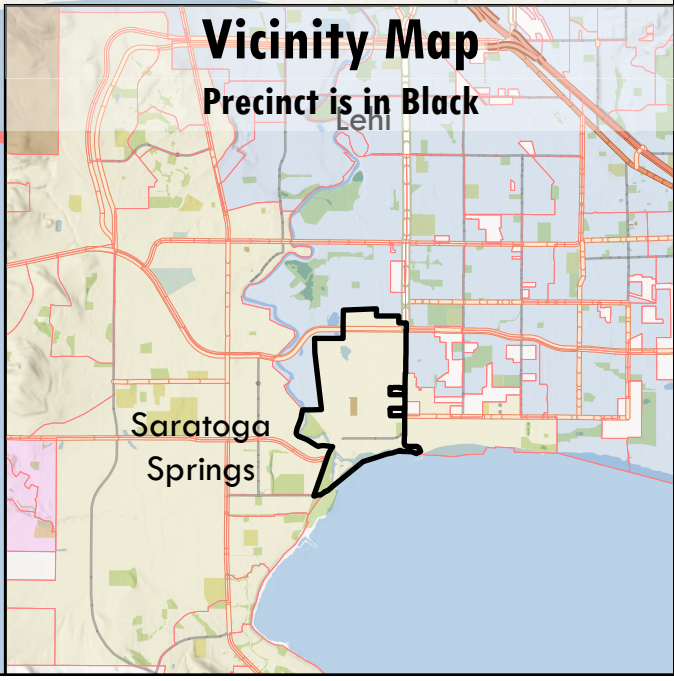 Vicinity Map
Precinct is in Black
Lehi
Saratoga
Springs